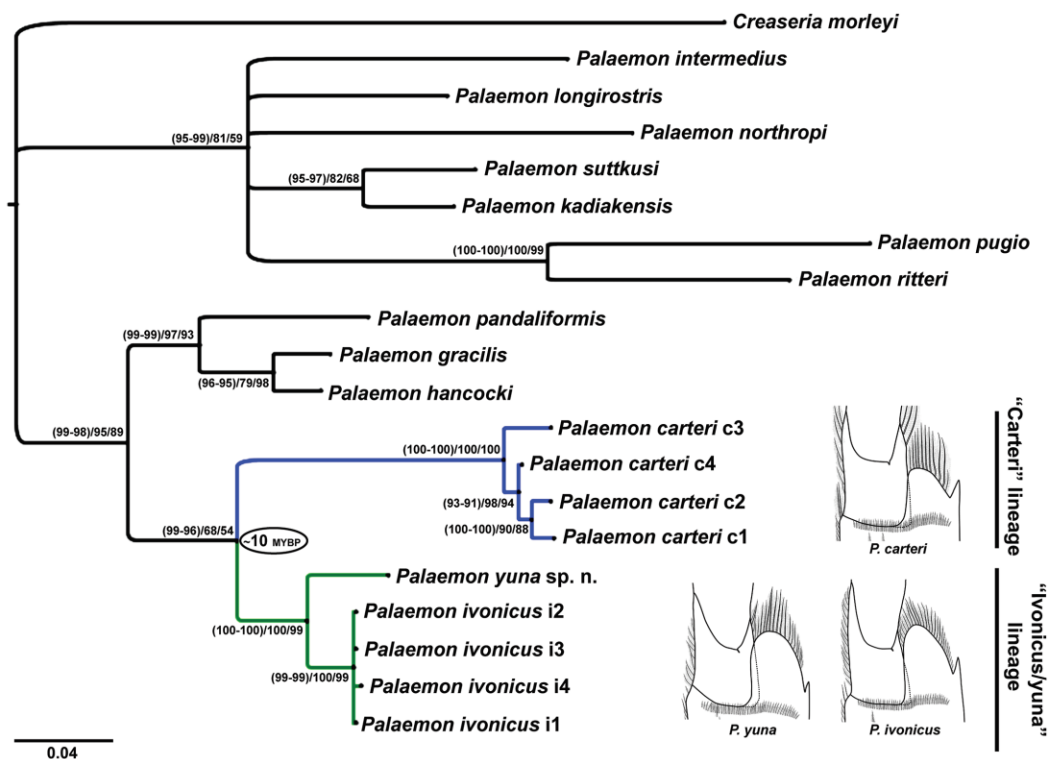 Creaseria morleyi
Palaemon intermedius
Palaemon longirostris
Palaemon northropi
(95-99)/81/59
Palaemon suttkusi
(95-97)/82/68
Palaemon kadiakensis
Palaemon pugio
(100-100)/100/99
Palaemon ritteri
Palaemon pandaliformis
(99-99)/97/93
Palaemon gracilis
(96-95)/79/98
Palaemon hancocki
(99-98)/95/89
Palaemon carteri c3
(100-100)/100/100
Palaemon carteri c4
(93-91)/98/94
Palaemon carteri c2
(100-100)/90/88
Palaemon carteri c1
P. carteri
"Carteri" lineage
(99-96)/68/54
~10 MYBP
Palaemon yuna sp. n.
Palaemon ivonicus i2
(100-100)/100/99
Palaemon ivonicus i3
(99-99)/100/99
Palaemon ivonicus i4
Palaemon ivonicus i1
P. yuna
P. ivonicus
"Ivonicus/yuna"
lineage
0.04